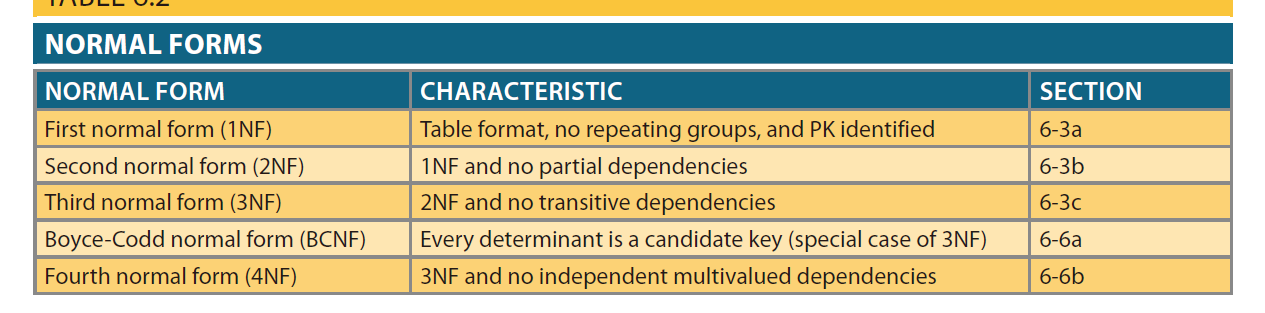 TABLE 6.2
NORMAL FORMS
NORMAL FORM CHARACTERISTIC SECTION
First normal form (1NF) Table format, no repeating groups, and PK identified 6-3a
Second normal form (2NF) 1NF and no partial dependencies 6-3b
Third normal form (3NF) 2NF and no transitive dependencies 6-3c
Boyce-Codd normal form (BCNF) Every determinant is a candidate key (special case of 3NF) 6-6a
Fourth normal form (4NF) 3NF and no independent multivalued dependencies 6-6b